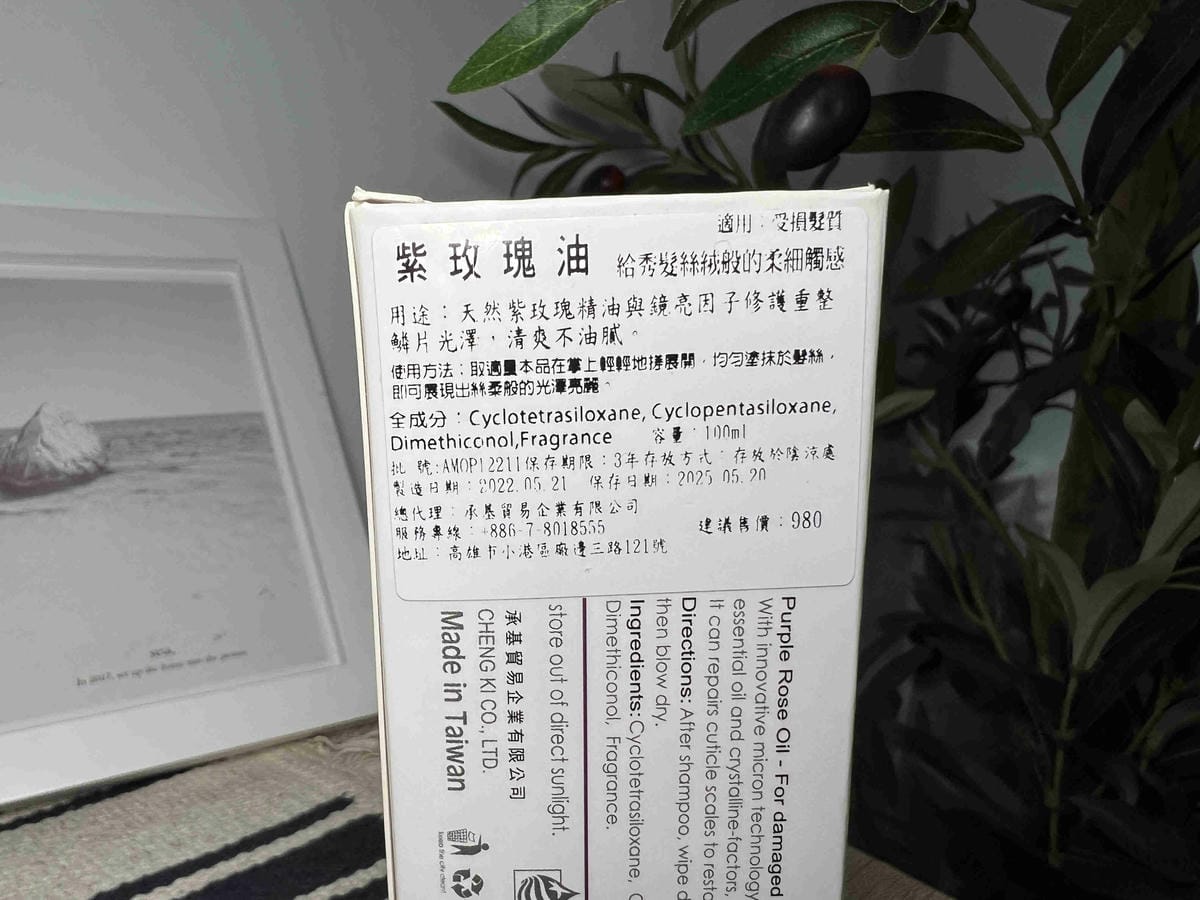 適用：受損髮質
紫玫瑰油 給秀髮絲絨般的柔細觸感
用途：天然紫玫瑰精油與鏡亮因子修護重整
鱗片光澤，清爽不油膩。
使用方法：取適量本品在掌上輕輕地搓展開，均勻塗抹於髮絲，
即可展現出絲柔般的光澤亮麗。
全成分：Cyclotetrasiloxane, Cyclopentasiloxane,
Dimethiconol,Fragrance 容量：100ml
批 號:AMOP12211保存期限：3年存放方式：存放於陰涼處
製造日期：2022.05.21 保存日期：2025.05.20
總代理：承基貿易企業有限公司
服務專線：+886-7-8018555 建議售價：980
地址：高雄市小港區廠邊三路121號
Purple Rose Oil - For damaged
With innovative micron technology
essential oil and crystalline-factors,
It can repairs cuticle scales to resto
Directions: After shampoo, wipe d
then blow dry.
Ingredients: Cyclotetrasiloxane, C
Dimethiconol, Fragrance.
store out of direct sunlight.
承基貿易企業有限公司
CHENG KI CO., LTD.
Made in Taiwan
keep the city clean!